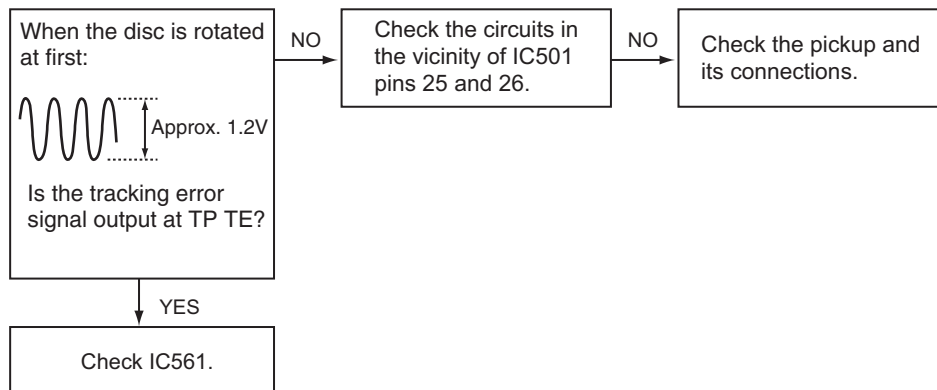 When the disc is rotated
at first:
Approx. 1.2V
Is the tracking error
signal output at TP TE?
NO
Check the circuits in
the vicinity of IC501
pins 25 and 26.
NO
Check the pickup and
its connections.
YES
Check IC561.